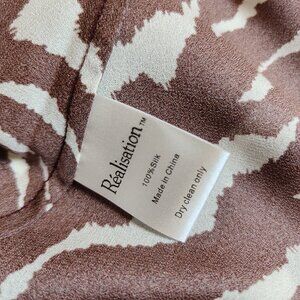 Réalisation™
100%Silk
Made in China
Dry clean only